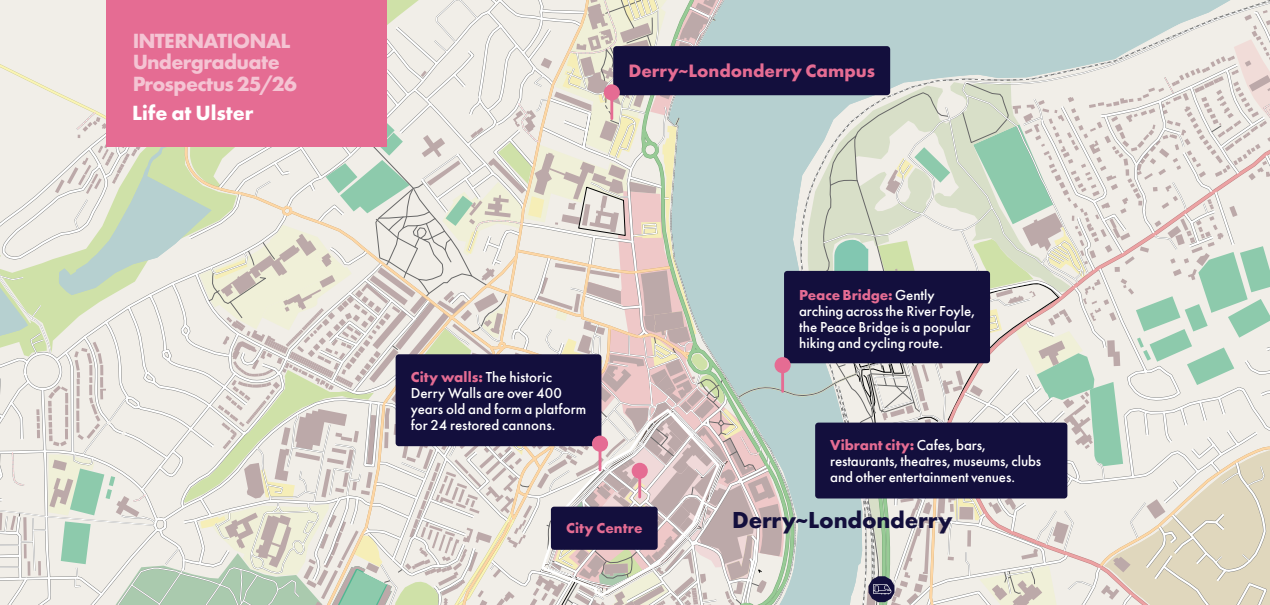 INTERNATIONAL
Undergraduate
Prospectus 25/26
Life at Ulster
Derry~Londonderry Campus
Peace Bridge: Gently
arching across the River Foyle,
the Peace Bridge is a popular
hiking and cycling route.
City walls: The historic
Derry Walls are over 400
years old and form a platform
for 24 restored cannons.
Vibrant city: Cafes, bars,
restaurants, theatres, museums, clubs
and other entertainment venues.
City Centre
Derry~Londonderry